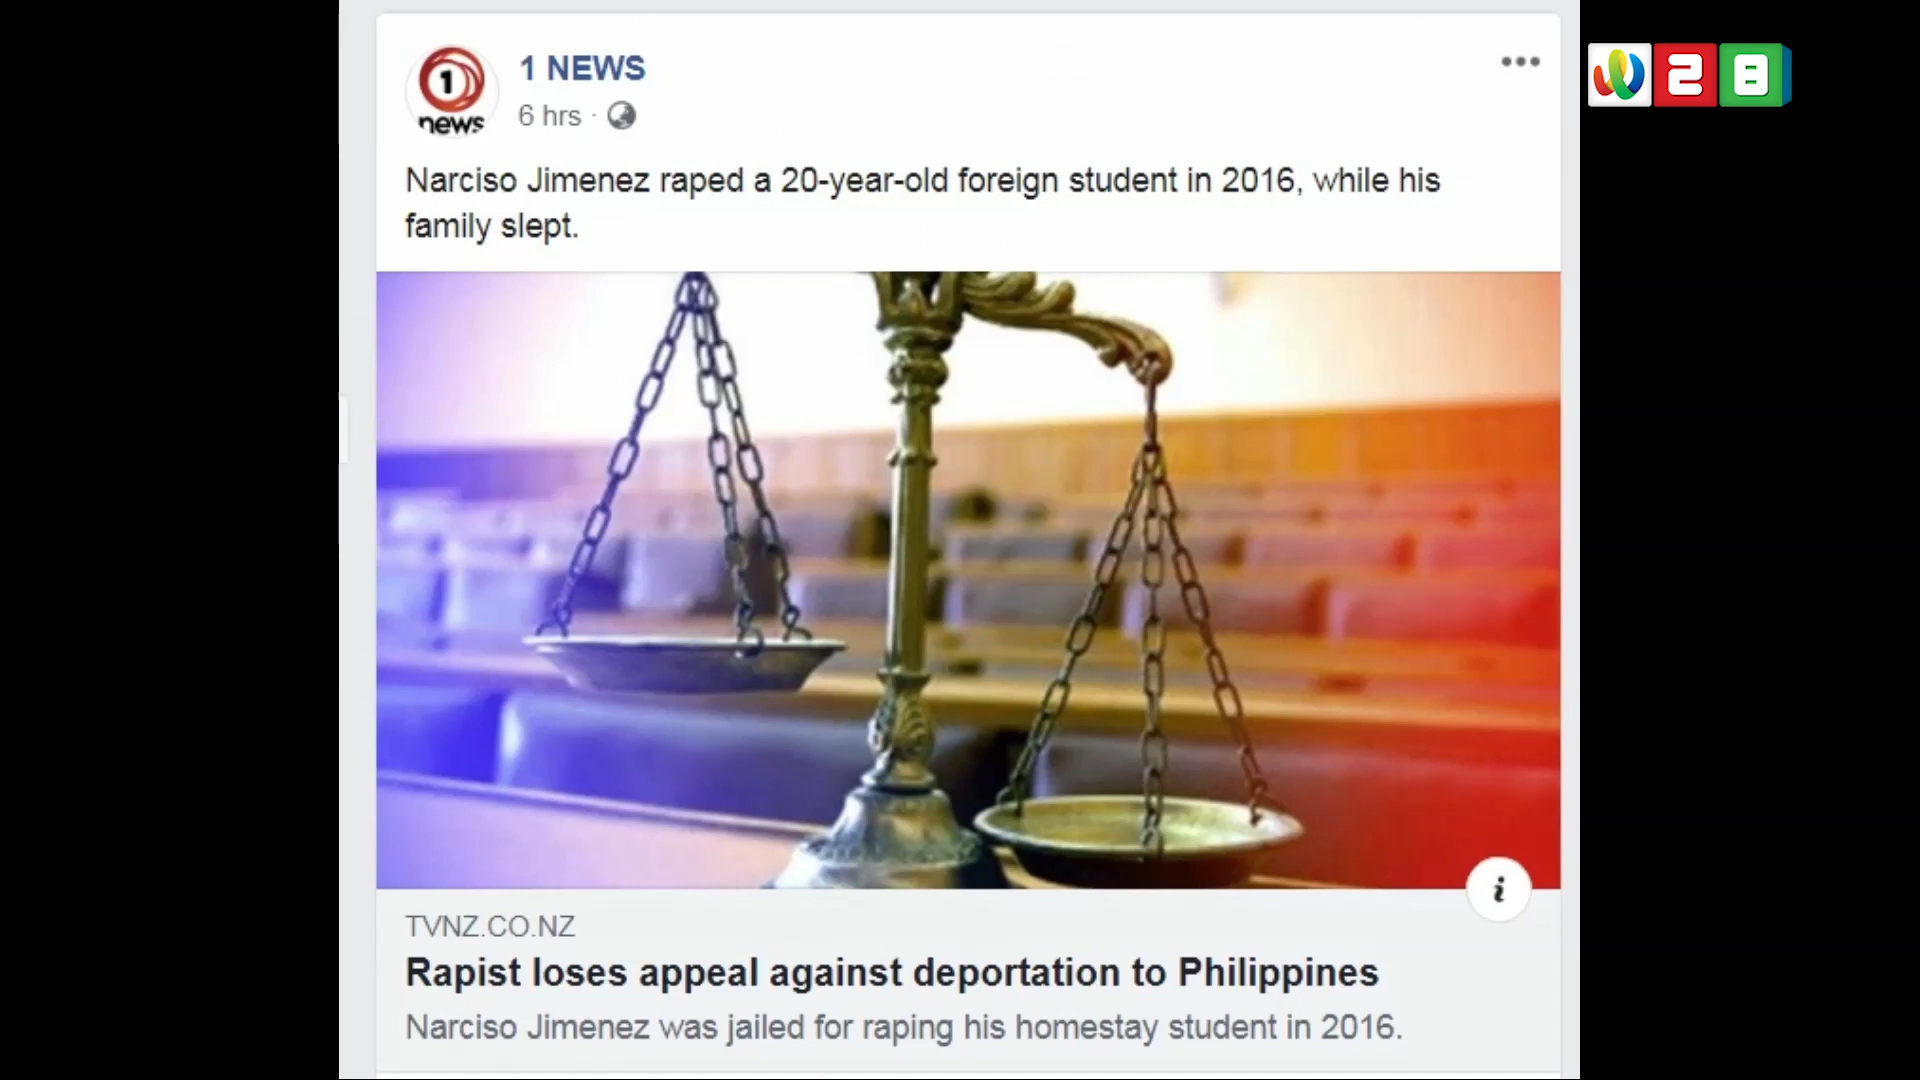 1 NEWS
6 hrs ·
1
news
Narciso Jimenez raped a 20-year-old foreign student in 2016, while his
family slept.
i
TVNZ.CO.NZ
Rapist loses appeal against deportation to Philippines
Narciso Jimenez was jailed for raping his homestay student in 2016.
28